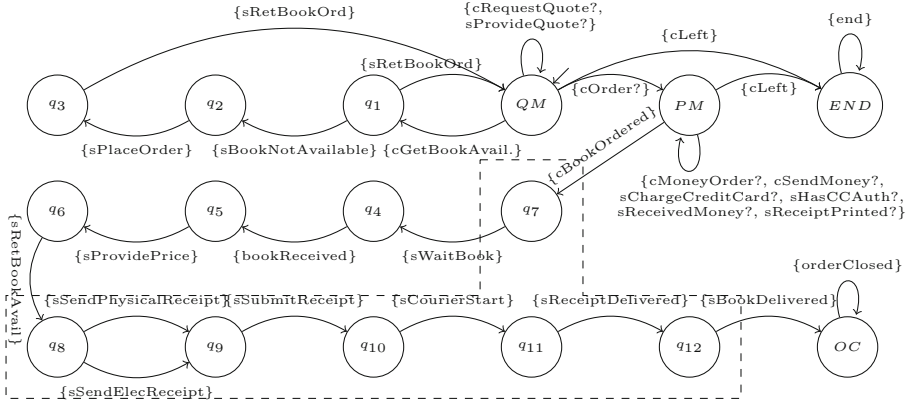 {sRetBookOrd}
{cRequestQuote?,
sProvideQuote?}
{cLeft}
{end}
{sRetBookOrd}
q3
q2
q1
QM
{cOrder?}
PM
{cLeft}
END
{sPlaceOrder}
{sBookNotAvailable}
{cGetBookAvail.}
{cBookOrdered}
{cMoneyOrder?, cSendMoney?,
sChargeCreditCard?, sHasCCAuth?,
sReceivedMoney?, sReceiptPrinted?}
q6
q5
q4
q7
{sRetBookAvail}
{sProvidePrice}
{bookReceived}
{sWaitBook}
{orderClosed}
{sSendPhysicalReceipt}
{sSubmitReceipt}
{sCourierStart}
{sReceiptDelivered}
{sBookDelivered}
q8
q9
q10
q11
q12
OC
{sSendElecReceipt}